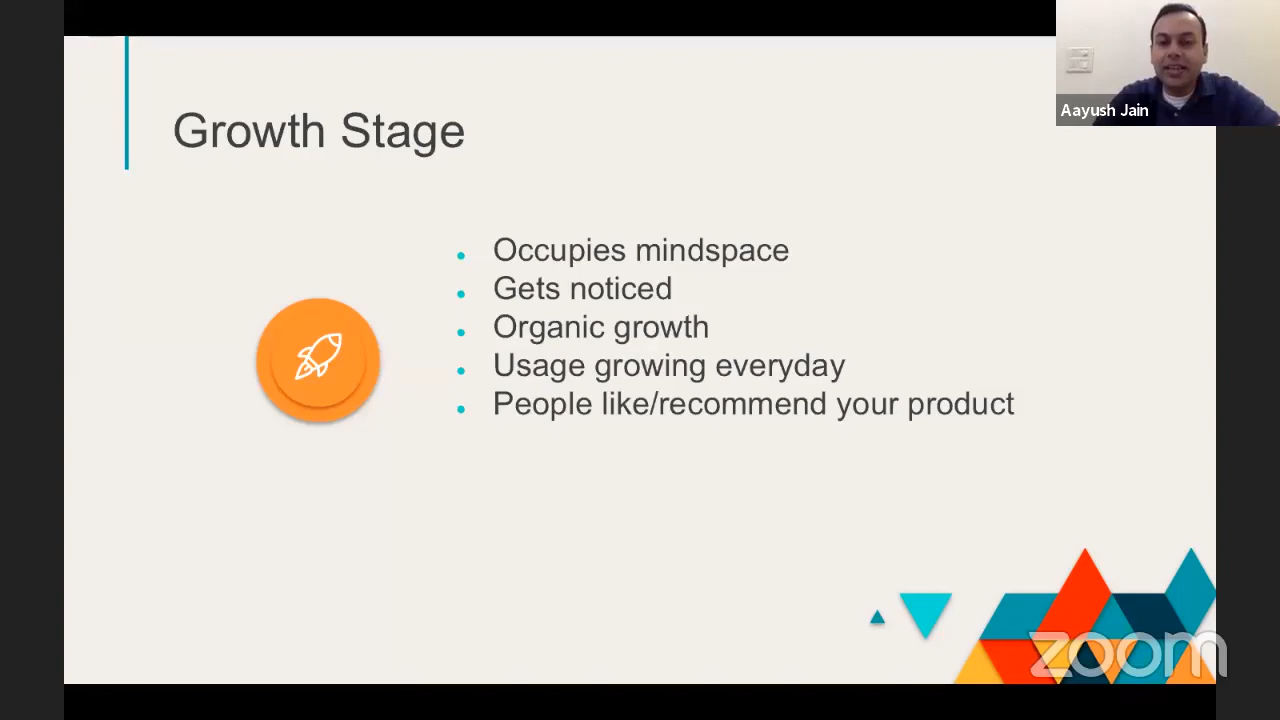 Aayush Jain
Growth Stage
Occupies mindspace
Gets noticed
Organic growth
Usage growing everyday
People like/recommend your product
zoom